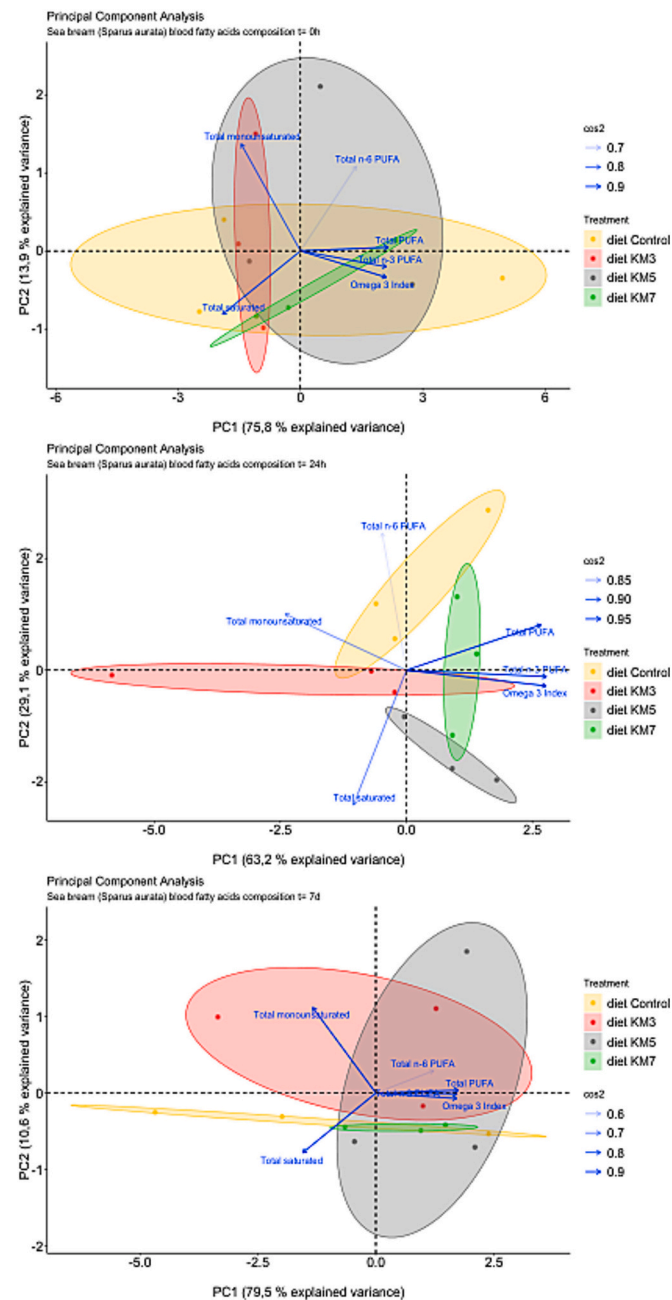 Principal Component Analysis
Sea bream (Sparus aurata) blood fatty acids composition t= 0h
2
1
0
-1
PC2 (13,9 % explained variance)
Total monounsaturated
Total n-6 PUFA
Total PUFA
Total n-3 PUFA
Omega 3 Index
Total saturated
-6
-3
0
3
6
PC1 (75,8 % explained variance)
cos2
0.7
0.8
0.9
Treatment
diet Control
diet KM3
diet KM5
diet KM7
Principal Component Analysis
Sea bream (Sparus aurata) blood fatty acids composition t= 24h
2
0
-2
PC2 (29,1 % explained variance)
Total n-6 PUFA
Total monounsaturated
Total PUFA
Total n-3 PUFA
Omega 3 Index
Total saturated
-5.0
-2.5
0.0
2.5
PC1 (63,2 % explained variance)
cos2
0.85
0.90
0.95
Treatment
diet Control
diet KM3
diet KM5
diet KM7
Principal Component Analysis
Sea bream (Sparus aurata) blood fatty acids composition t= 7d
2
1
0
-1
-2
PC2 (10,6 % explained variance)
Total monounsaturated
Total n-6 PUFA
Total PUFA
Omega 3 Index
Total saturated
-5.0
-2.5
0.0
2.5
PC1 (79,5 % explained variance)
Treatment
diet Control
diet KM3
diet KM5
diet KM7
cos2
0.6
0.7
0.8
0.9